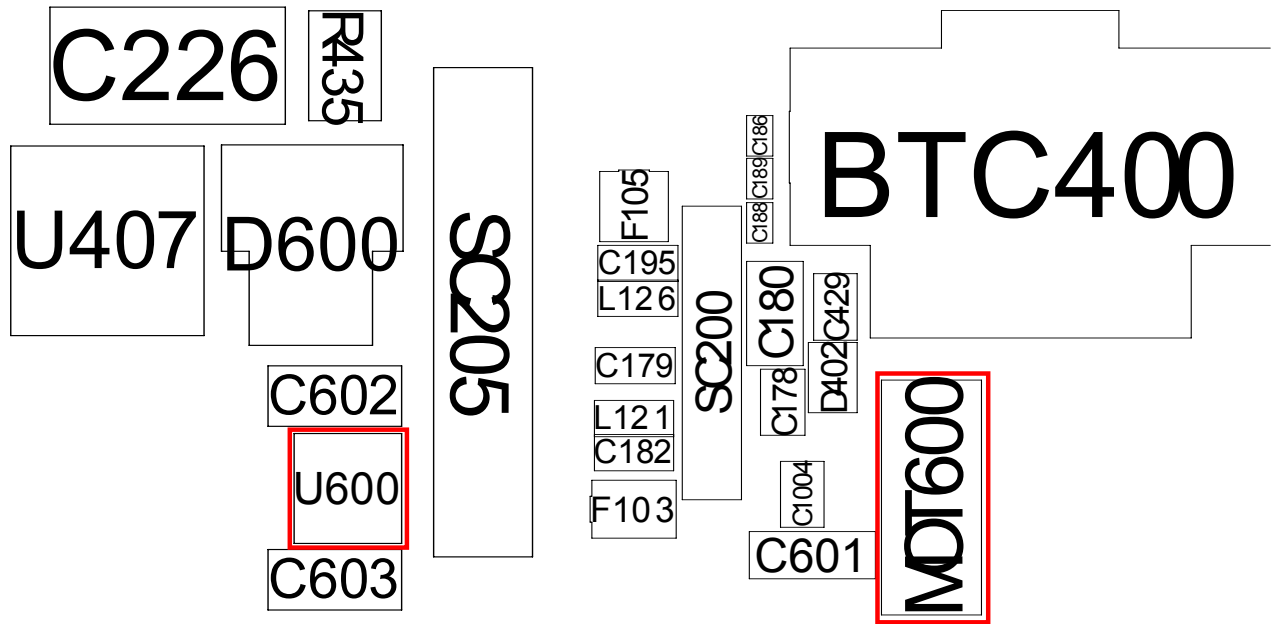 C226
R435
U407
D600
SC205
C602
U600
C603
F105
C195
L126
C179
L121
C182
F103
SC200
C186
C189
C188
C180
C429
D402
C178
C1004
C601
BTC400
MDT600